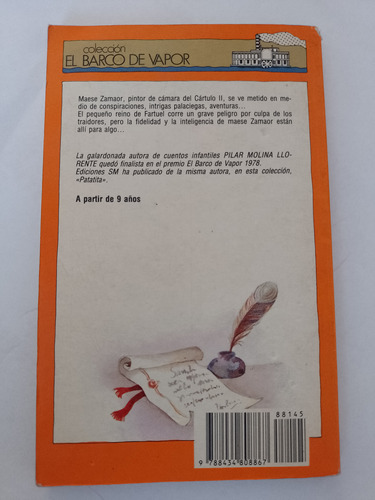 colección
EL BARCO DE VAPOR
Maese Zamaor, pintor de cámara del Cártulo II, se ve metido en me-
dio de conspiraciones, intrigas palaciegas, aventuras...
El pequeño reino de Fartuel corre un grave peligro por culpa de los
traidores, pero la fidelidad y la inteligencia de maese Zamaor están
allí para algo...
La galardonada autora de cuentos infantiles PILAR MOLINA LLO-
RENTE quedó finalista en el premio El Barco de Vapor 1978.
Ediciones SM ha publicado de la misma autora, en esta colección,
«Patatita».
A partir de 9 años
88145
9 788434 808867